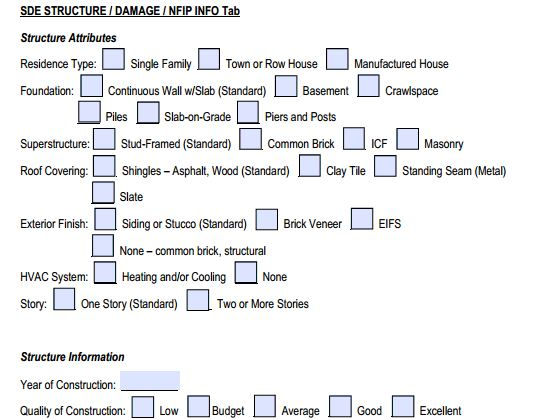 SDE STRUCTURE / DAMAGE / NFIP INFO Tab
Structure Attributes
Residence Type: Single Family Town or Row House Manufactured House
Foundation: Continuous Wall w/Slab (Standard) Basement Crawlspace
Piles Slab-on-Grade Piers and Posts
Superstructure: Stud-Framed (Standard) Common Brick ICF Masonry
Roof Covering: Shingles – Asphalt, Wood (Standard) Clay Tile Standing Seam (Metal)
Slate
Exterior Finish: Siding or Stucco (Standard) Brick Veneer EIFS
None – common brick, structural
HVAC System: Heating and/or Cooling None
Story: One Story (Standard) Two or More Stories
Structure Information
Year of Construction:
Quality of Construction: Low Budget Average Good Excellent